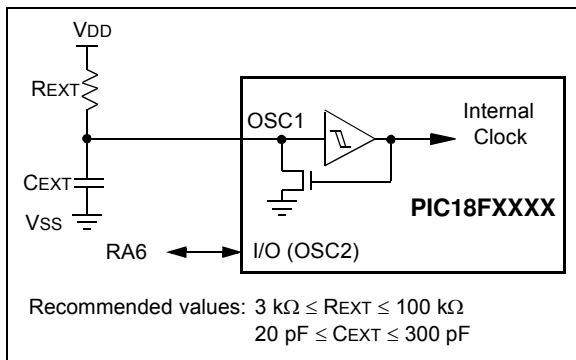 VDD
REXT
OSC1
Internal
Clock
CEXT
PIC18FXXXX
VSS
RA6
I/O (OSC2)
Recommended values: 3 kΩ ≤ REXT ≤ 100 kΩ
20 pF ≤ CEXT ≤ 300 pF